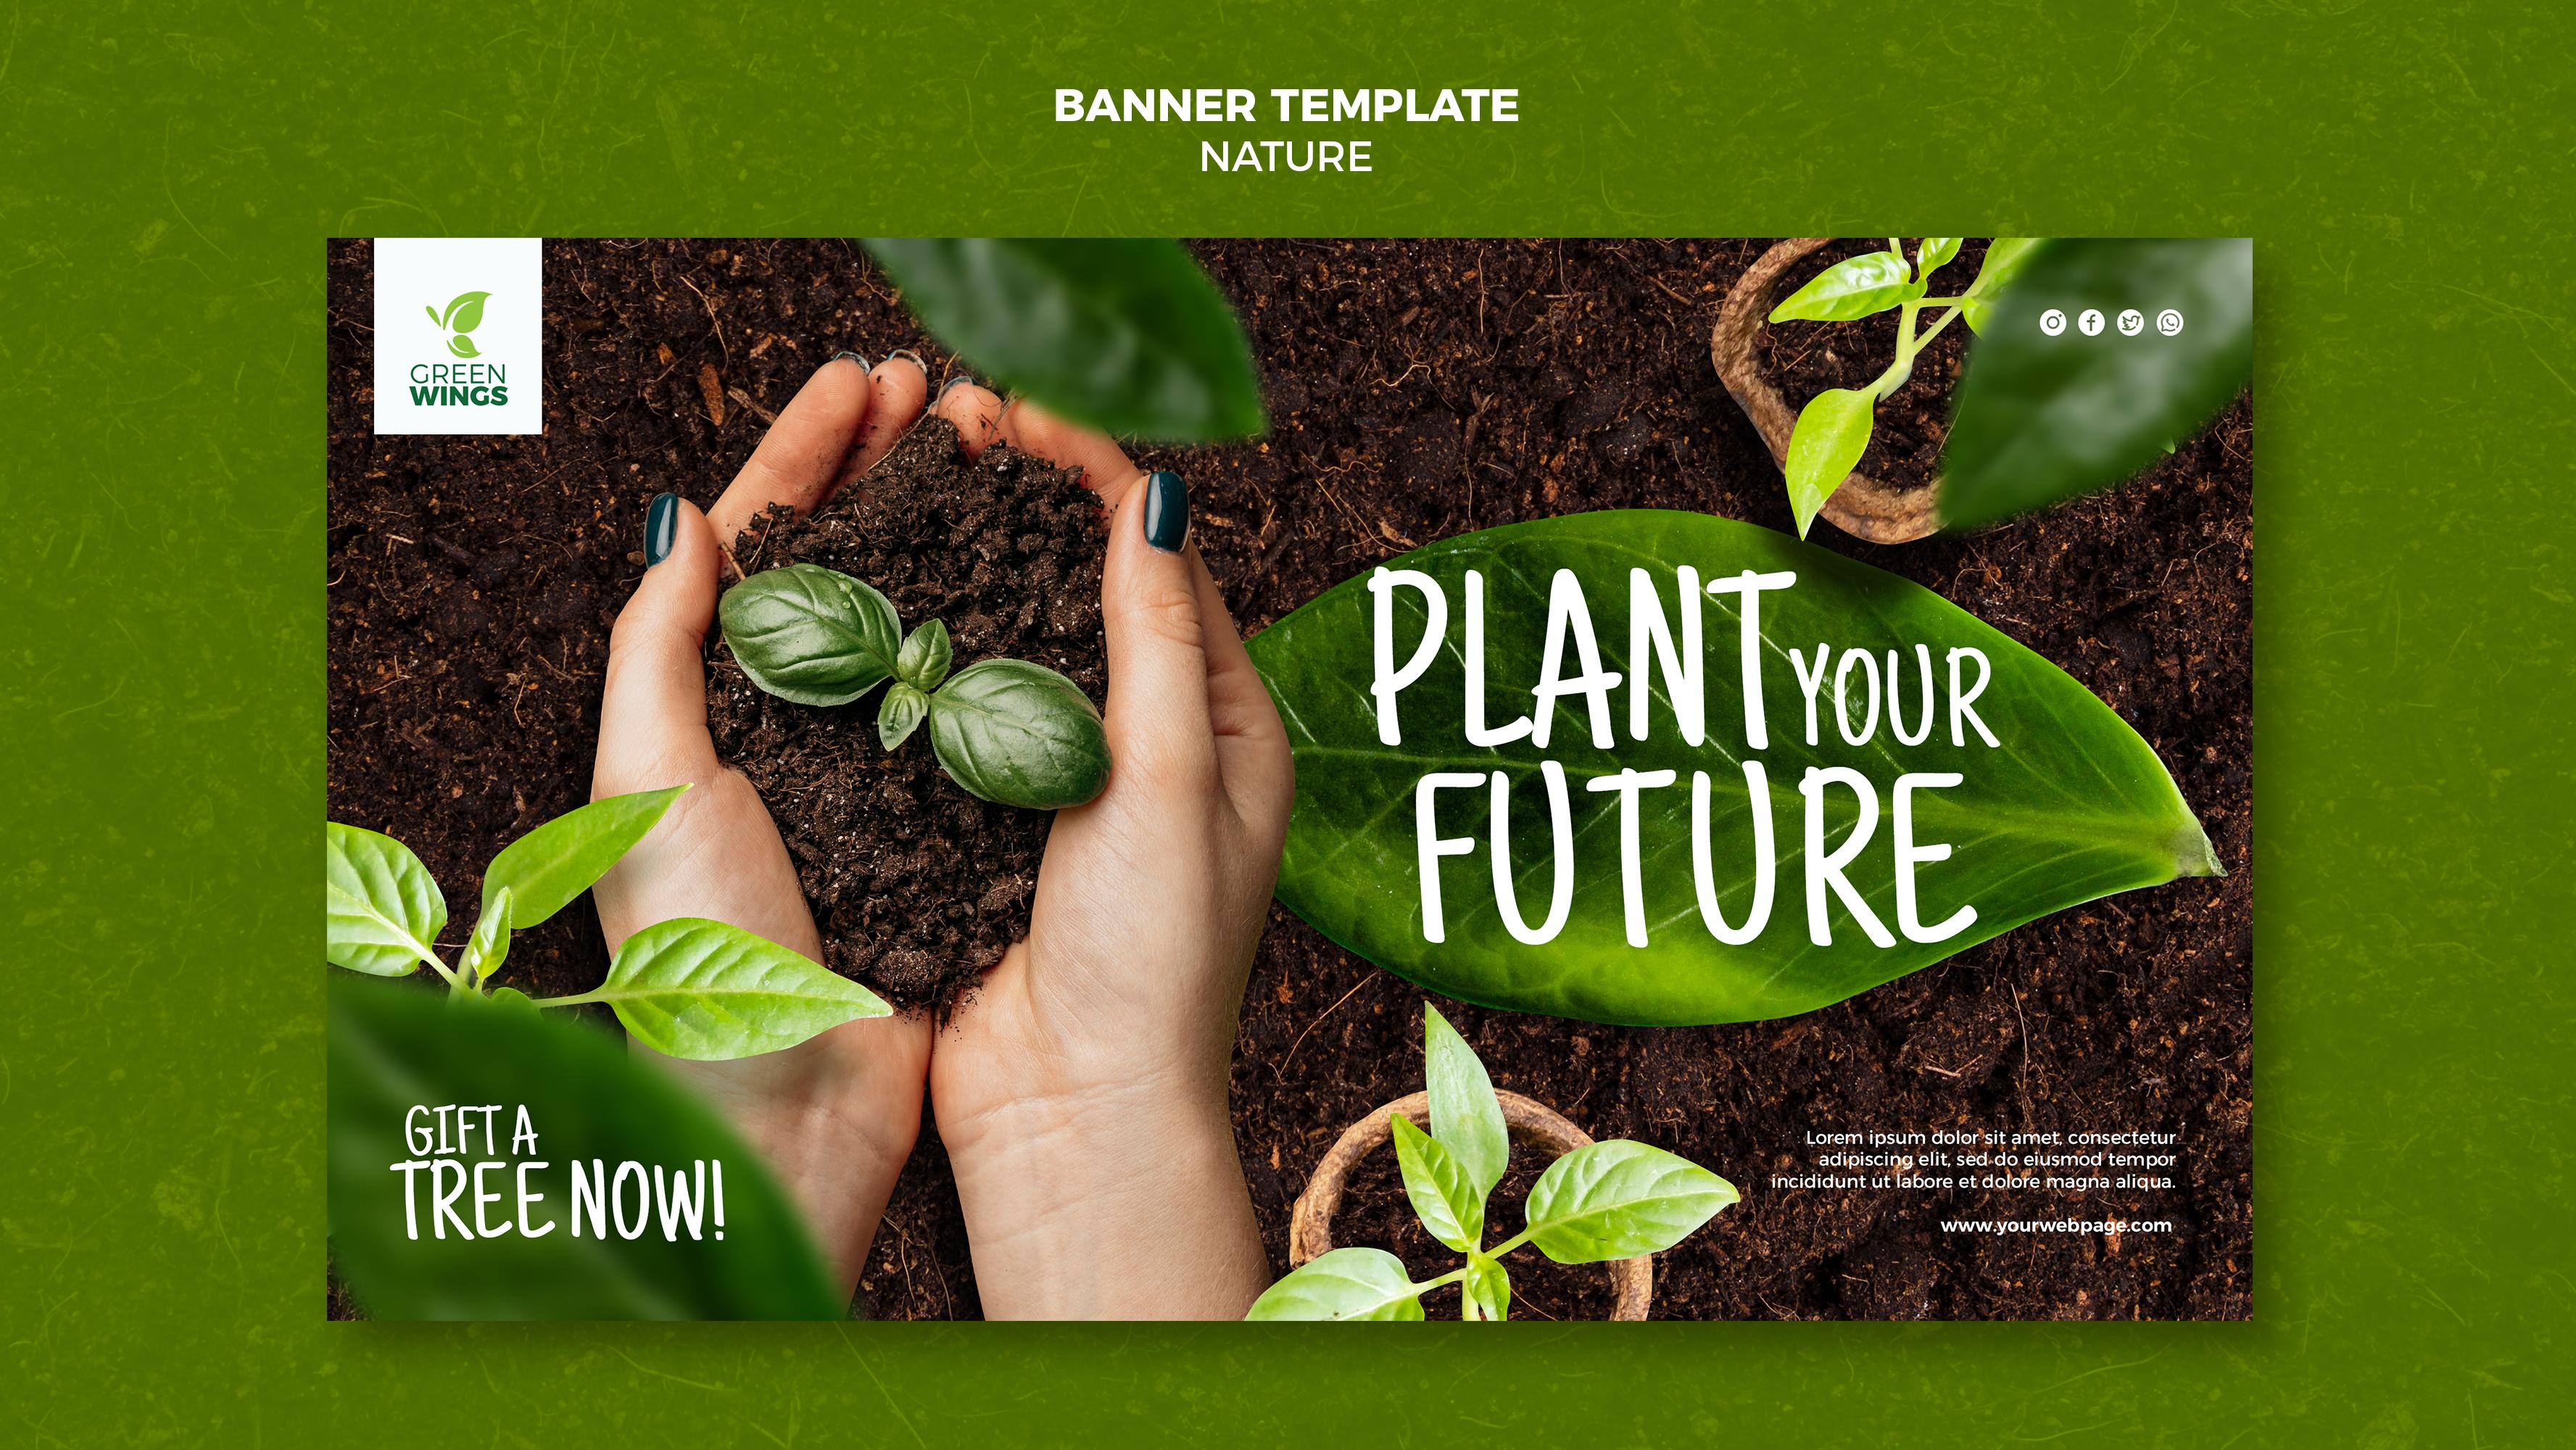 BANNER TEMPLATE
NATURE
GREEN
WINGS
PLANT YOUR
FUTURE
GIFT A
TREE NOW!
Lorem ipsum dolor sit amet, consectetur
adipiscing elit, sed do eiusmod tempor
incididunt ut labore et dolore magna aliqua.
www.yourwebpage.com